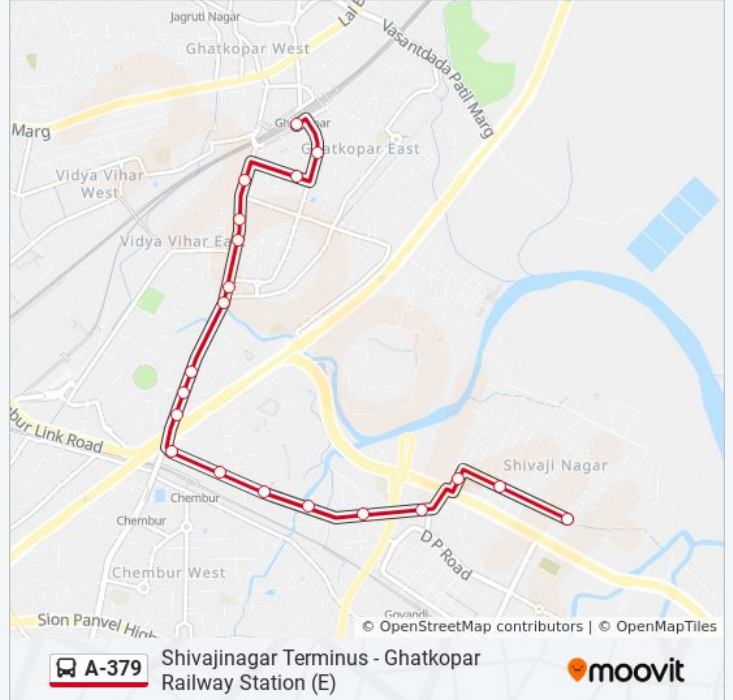 Jagruti Nagar
Ghatkopar West
Vasantdada Patil Marg
Marg
Ghatkopar East
Vidya Vihar
West
Vidya Vihar Ea
bur Link Road
Shivaji Nagar
Chembur
Chembur
D P Road
Chembur West
Govandi
Sion Panvel High
© OpenStreetMap contributors | © OpenMapTiles
A-379
Shivajinagar Terminus - Ghatkopar
Railway Station (E)
moovit